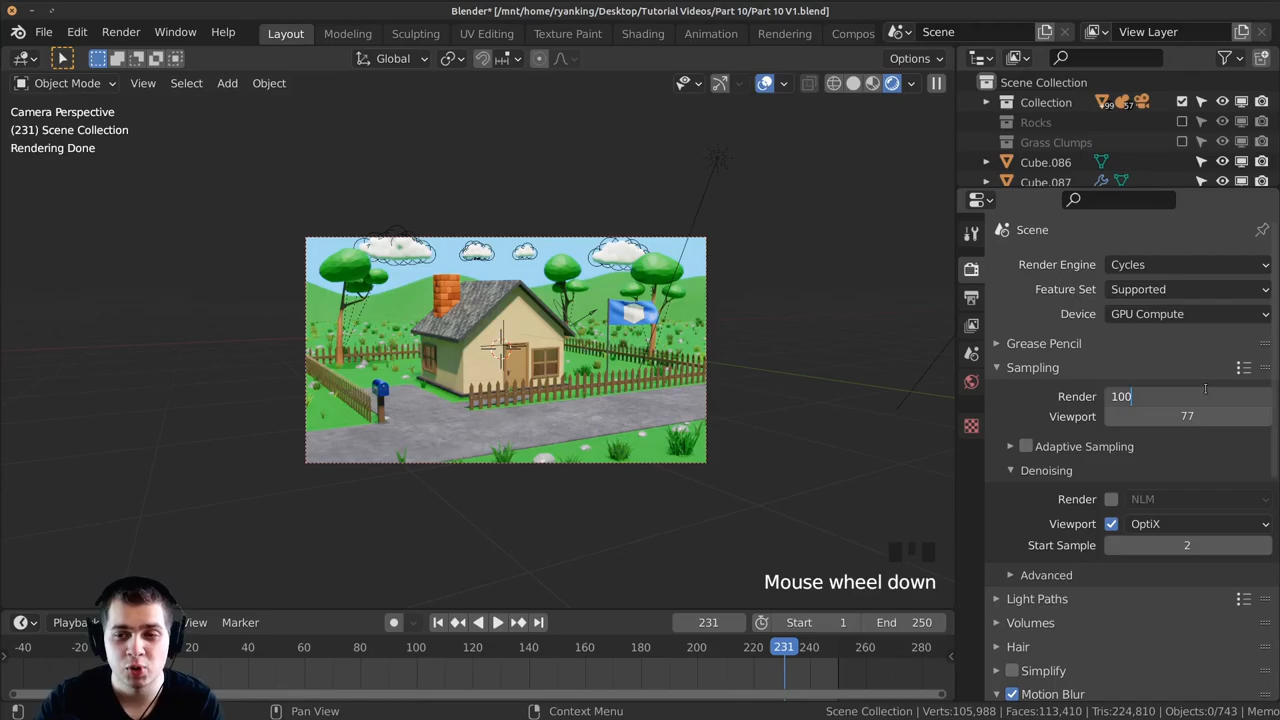 Blender* [/mnt/home/ryanking/Desktop/Tutorial Videos/Part 10/Part 10 V1.blend]
File Edit Render Window Help Layout Modeling Sculpting UV Editing Texture Paint Shading Animation Rendering Compos Scene View Layer
Global Options
Object Mode View Select Add Object
Scene Collection
Camera Perspective
Collection 99 57
(231) Scene Collection
Rocks
Rendering Done
Grass Clumps
Cube.086
Cube.087
Scene
Render Engine Cycles
Feature Set Supported
Device GPU Compute
Grease Pencil
Sampling
Render 100
Viewport 77
Adaptive Sampling
Denoising
Render NLM
Viewport OptiX
Start Sample 2
Mouse wheel down
Advanced
Light Paths
Playba View Marker 231 Start 1 End 250
Volumes
-40 -20 20 40 60 80 100 120 140 160 180 200 220 231 240 260 280
Hair
Simplify
Motion Blur
Pan View Context Menu Scene Collection | Verts:105,988 | Faces:113,410 | Tris:224,810 | Objects:0/743 | Memo